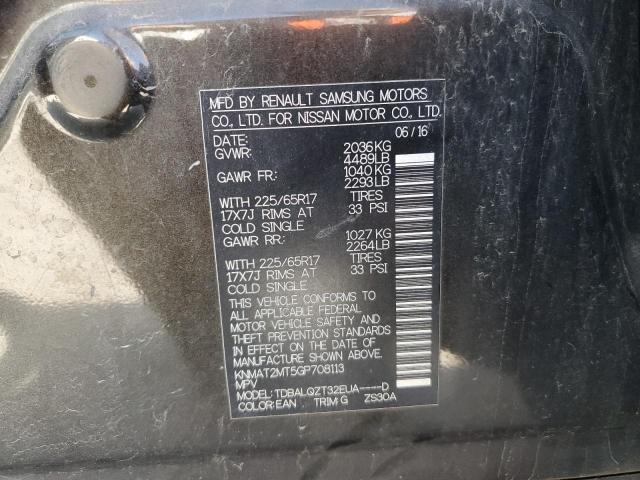 MFD BY RENAULT SAMSUNG MOTORS
CO., LTD. FOR NISSAN MOTOR CO., LTD.
DATE: 06/16
GVWR: 2036KG
4489LB
GAWR FR: 1040KG
2293LB
WITH 225/65R17 TIRES
17X7J RIMS AT 33 PSI
COLD SINGLE
GAWR RR: 1027KG
2264LB
WITH 225/65R17 TIRES
17X7J RIMS AT 33 PSI
COLD SINGLE
THIS VEHICLE CONFORMS TO
ALL APPLICABLE FEDERAL
MOTOR VEHICLE SAFETY AND
THEFT PREVENTION STANDARDS
IN EFFECT ON THE DATE OF
MANUFACTURE SHOWN ABOVE.
KNMAT2MT5GP708113
MPV
MODEL: TDBALQZT32EUA-----D
COLOR:EAN TRIM:G ZS30A